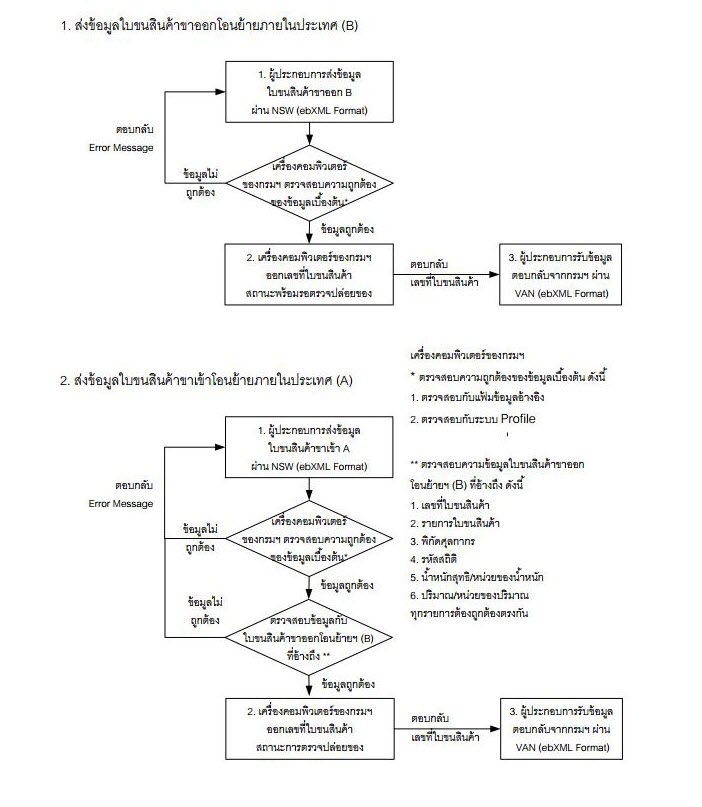 1. ส่งข้อมูลใบขนสินค้าขาออกโอนย้ายภายในประเทศ (B)
1. ผู้ประกอบการส่งข้อมูล
ใบขนสินค้าขาออก B
ผ่าน NSW (ebXML Format)
ตอบกลับ
Error Message
ข้อมูลไม่
ถูกต้อง
เครื่องคอมพิวเตอร์
ของกรมฯ ตรวจสอบความถูกต้อง
ของข้อมูลเบื้องต้น*
ข้อมูลถูกต้อง
2. เครื่องคอมพิวเตอร์ของกรมฯ
ออกเลขที่ใบขนสินค้า
สถานะพร้อมรอตรวจปล่อยของ
ตอบกลับ
เลขที่ใบขนสินค้า
3. ผู้ประกอบการรับข้อมูล
ตอบกลับจากกรมฯ ผ่าน
VAN (ebXML Format)
2. ส่งข้อมูลใบขนสินค้าขาเข้าโอนย้ายภายในประเทศ (A)
1. ผู้ประกอบการส่งข้อมูล
ใบขนสินค้าขาเข้า A
ผ่าน NSW (ebXML Format)
ตอบกลับ
Error Message
ข้อมูลไม่
ถูกต้อง
เครื่องคอมพิวเตอร์
ของกรมฯ ตรวจสอบความถูกต้อง
ของข้อมูลเบื้องต้น*
ข้อมูลถูกต้อง
ข้อมูลไม่
ถูกต้อง
ตรวจสอบข้อมูลกับ
ใบขนสินค้าขาออกโอนย้ายฯ (B)
ที่อ้างถึง **
ข้อมูลถูกต้อง
2. เครื่องคอมพิวเตอร์ของกรมฯ
ออกเลขที่ใบขนสินค้า
สถานะการตรวจปล่อยของ
ตอบกลับ
เลขที่ใบขนสินค้า
3. ผู้ประกอบการรับข้อมูล
ตอบกลับจากกรมฯ ผ่าน
VAN (ebXML Format)
เครื่องคอมพิวเตอร์ของกรมฯ
* ตรวจสอบความถูกต้องของข้อมูลเบื้องต้น ดังนี้
1. ตรวจสอบกับแฟ้มข้อมูลอ้างอิง
2. ตรวจสอบกับระบบ Profile
** ตรวจสอบความข้อมูลใบขนสินค้าขาออก
โอนย้ายฯ (B) ที่อ้างถึง ดังนี้
1. เลขที่ใบขนสินค้า
2. รายการใบขนสินค้า
3. พิกัดศุลกากร
4. รหัสสถิติ
5. น้ำหนักสุทธิ/หน่วยของน้ำหนัก
6. ปริมาณ/หน่วยของปริมาณ
ทุกรายการต้องถูกต้องตรงกัน